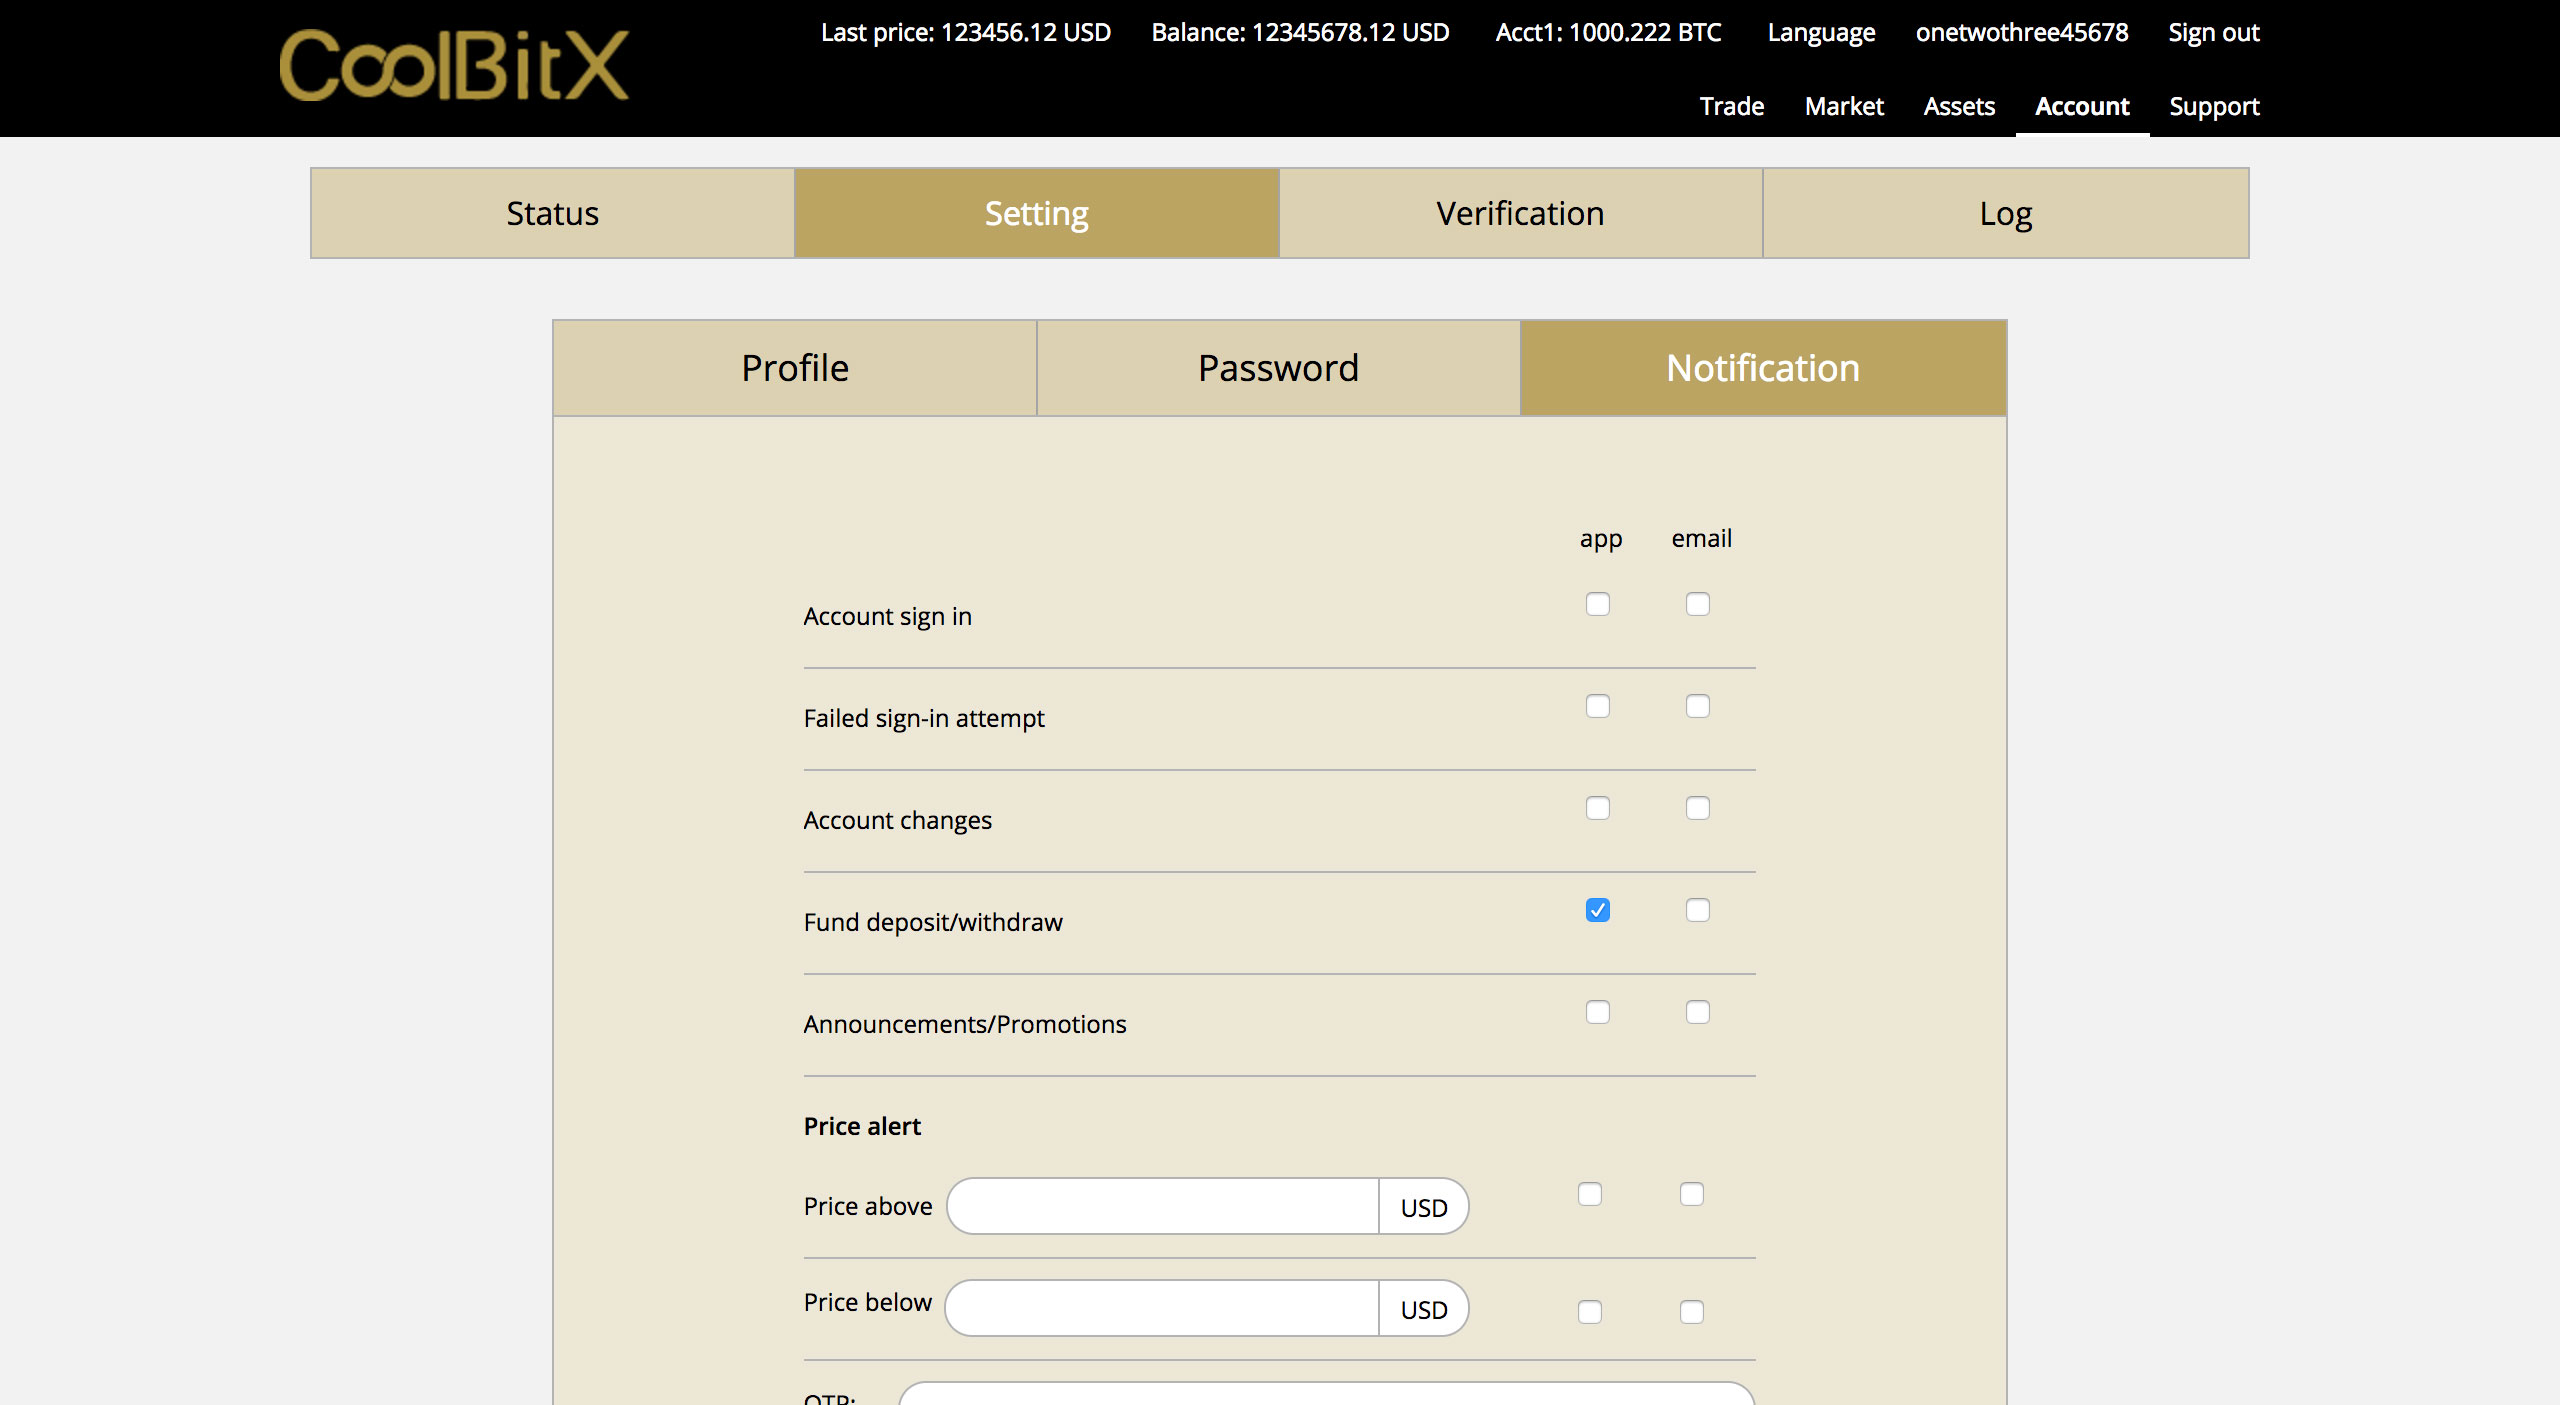 CoolBitX
Last price: 123456.12 USD Balance: 12345678.12 USD Acct1: 1000.222 BTC Language onetwothree45678 Sign out
Trade Market Assets Account Support
Status Setting Verification Log
Profile Password Notification
app email
Account sign in
Failed sign-in attempt
Account changes
Fund deposit/withdraw
Announcements/Promotions
Price alert
Price above USD
Price below USD
OTP: